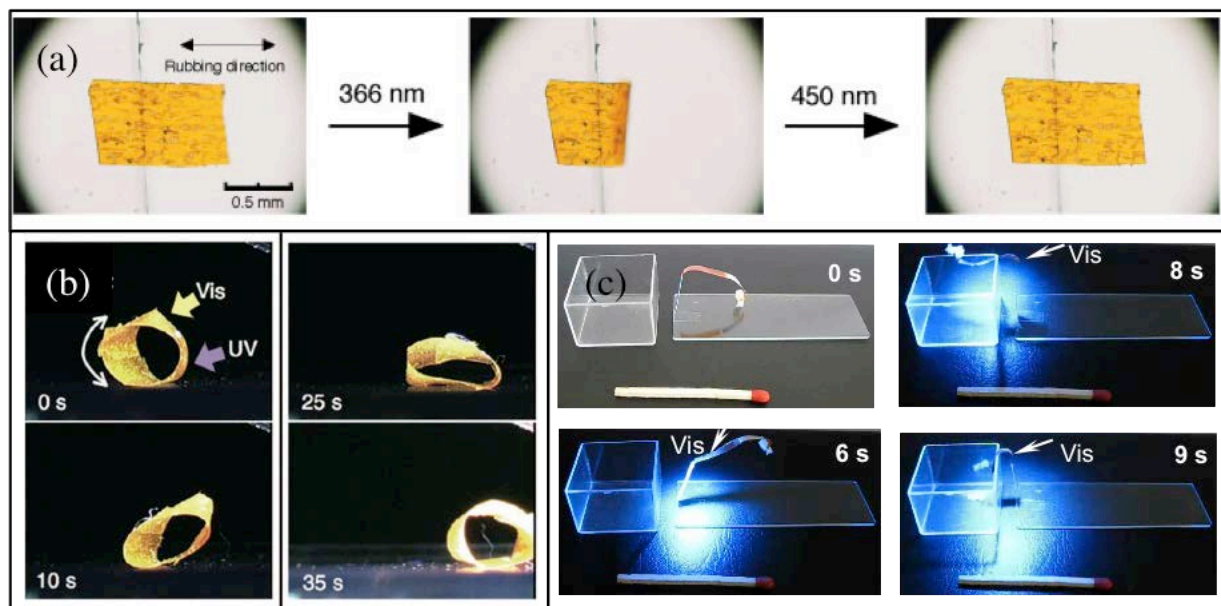 (a)
Rubbing direction
0.5 mm
366 nm
450 nm
(b)
Vis
UV
0 s
25 s
10 s
35 s
(c)
0 s
Vis
8 s
Vis
6 s
Vis
9 s